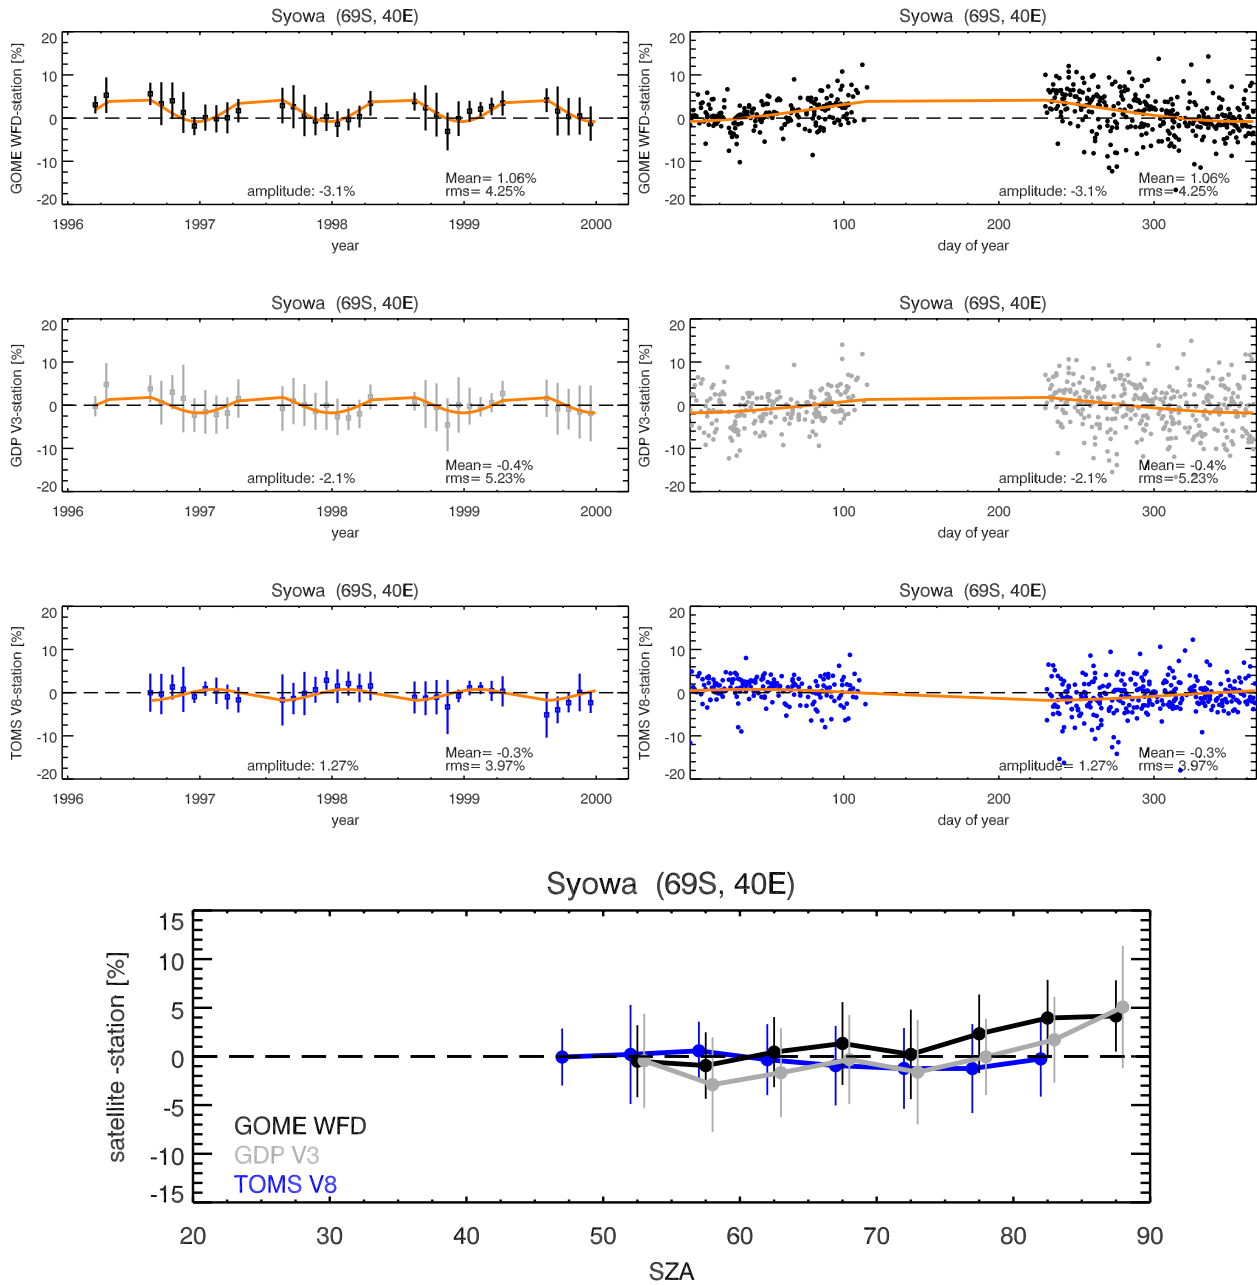 Syowa (69S, 40E)
GOME WFD-station [%]
20
10
0
-10
-20
amplitude: -3.1%
Mean= 1.06%
rms= 4.25%
1996 1997 1998 1999 2000
year
Syowa (69S, 40E)
GOME WFD-station [%]
20
10
0
-10
-20
amplitude: -3.1%
Mean= 1.06%
rms= 4.25%
100 200 300
day of year
Syowa (69S, 40E)
GDP V3-station [%]
20
10
0
-10
-20
amplitude: -2.1%
Mean= -0.4%
rms= 5.23%
1996 1997 1998 1999 2000
year
Syowa (69S, 40E)
GDP V3-station [%]
20
10
0
-10
-20
amplitude: -2.1%
Mean= -0.4%
rms= 5.23%
100 200 300
day of year
Syowa (69S, 40E)
TOMS V8-station [%]
20
10
0
-10
-20
amplitude: 1.27%
Mean= -0.3%
rms= 3.97%
1996 1997 1998 1999 2000
year
Syowa (69S, 40E)
TOMS V8-station [%]
20
10
0
-10
-20
amplitude= 1.27%
Mean= -0.3%
rms= 3.97%
100 200 300
day of year
Syowa (69S, 40E)
satellite -station [%]
15
10
5
0
-5
-10
-15
GOME WFD
GDP V3
TOMS V8
20 30 40 50 60 70 80 90
SZA